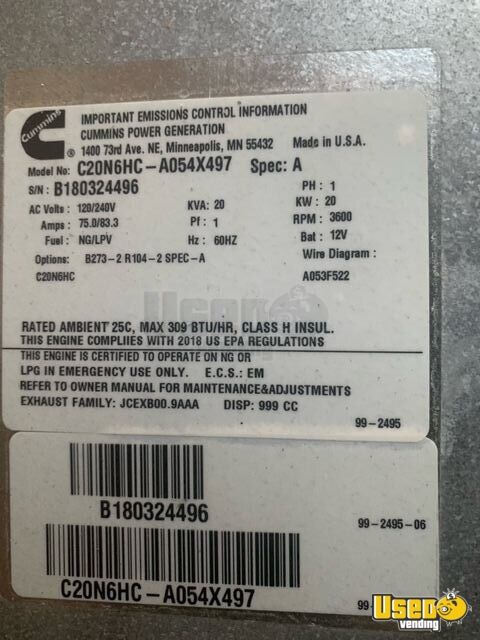 Cummins
®
IMPORTANT EMISSIONS CONTROL INFORMATION
CUMMINS POWER GENERATION
1400 73rd Ave. NE, Minneapolis, MN 55432 Made in U.S.A.
Model No: C20N6HC-A054X497 Spec: A
S/N : B180324496 PH : 1
AC Volts : 120/240V KVA: 20 KW : 20
Amps : 75.0/83.3 Pf : 1 RPM : 3600
Fuel : NG/LPV Hz : 60HZ Bat : 12V
Options: B273-2 R104-2 SPEC-A Wire Diagram :
C20N6HC A053F522
RATED AMBIENT 25C, MAX 309 BTU/HR, CLASS H INSUL.
THIS ENGINE COMPLIES WITH 2018 US EPA REGULATIONS
THIS ENGINE IS CERTIFIED TO OPERATE ON NG OR
LPG IN EMERGENCY USE ONLY. E.C.S.: EM
REFER TO OWNER MANUAL FOR MAINTENANCE&ADJUSTMENTS
EXHAUST FAMILY: JCEXB00.9AAA DISP: 999 CC
99-2495
B180324496
99-2495-06
C20N6HC-A054X497
99-
Used
vending